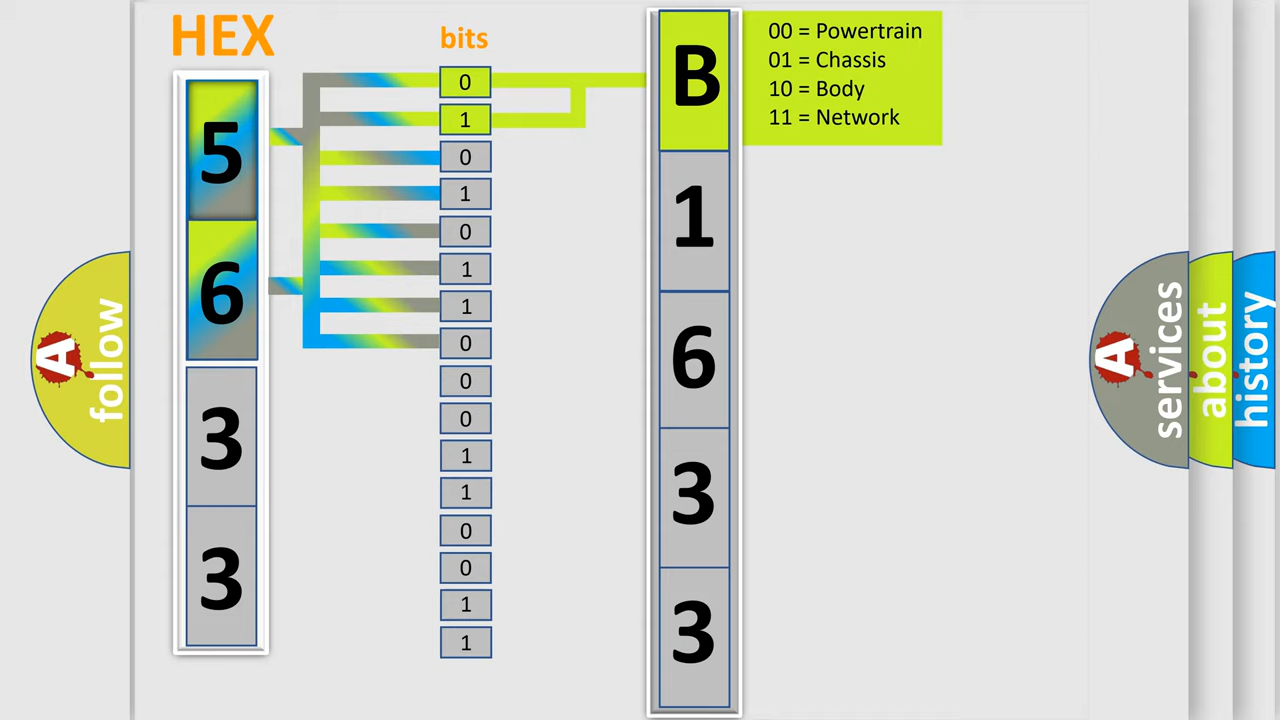 HEX
bits
5
6
3
3
0
1
0
1
0
1
1
0
0
0
1
1
0
0
1
1
B
1
6
3
3
00 = Powertrain
01 = Chassis
10 = Body
11 = Network
A
follow
A
services
about
history